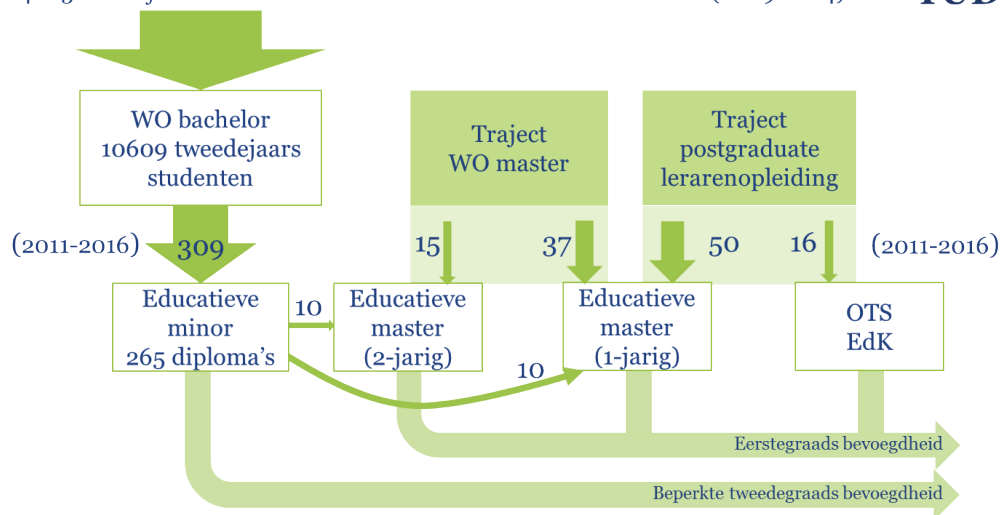 WO bachelor
10609 tweedejaars
studenten
Traject
WO master
Traject
postgraduate
lerarenopleiding
(2011-2016)
309
15
37
50
16
(2011-2016)
Educatieve
minor
265 diploma's
10
Educatieve
master
(2-jarig)
10
Educatieve
master
(1-jarig)
OTS
EdK
Eerstegraads bevoegdheid
Beperkte tweedegraads bevoegdheid